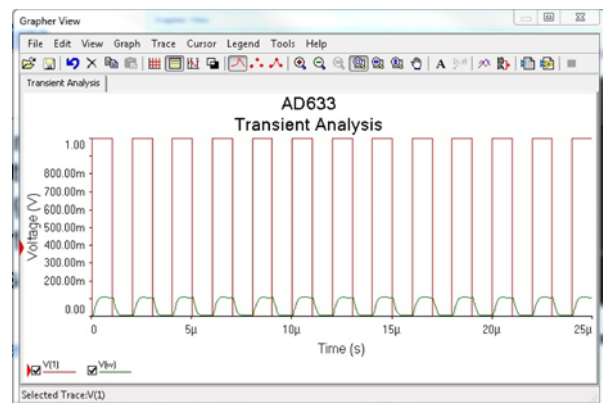 Grapher View
File Edit View Graph Trace Cursor Legend Tools Help
Transient Analysis
AD633
Transient Analysis
Voltage (V)
1.00
800.00m
700.00m
600.00m
500.00m
400.00m
300.00m
200.00m
100.00m
0.00
0 5µ 10µ 15µ 20µ 25µ
Time (s)
V(1)
Selected Trace:V(1)